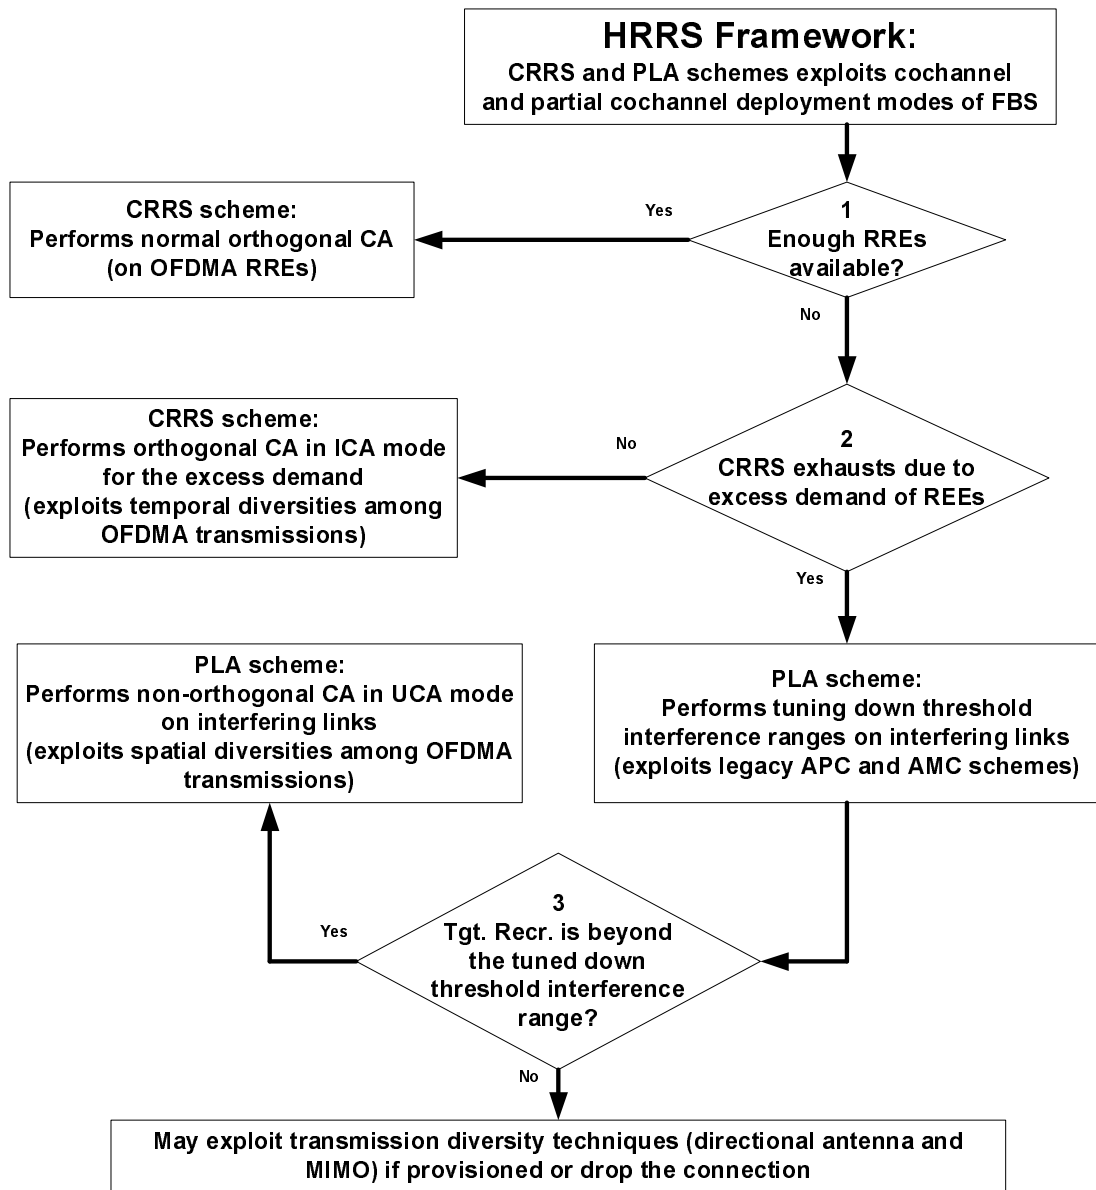 HRRS Framework:
CRRS and PLA schemes exploits cochannel
and partial cochannel deployment modes of FBS
1
Enough RREs
available?
Yes
No
CRRS scheme:
Performs normal orthogonal CA
(on OFDMA RREs)
2
CRRS exhausts due to
excess demand of REEs
No
Yes
CRRS scheme:
Performs orthogonal CA in ICA mode
for the excess demand
(exploits temporal diversities among
OFDMA transmissions)
PLA scheme:
Performs tuning down threshold
interference ranges on interfering links
(exploits legacy APC and AMC schemes)
PLA scheme:
Performs non-orthogonal CA in UCA mode
on interfering links
(exploits spatial diversities among OFDMA
transmissions)
3
Tgt. Recr. is beyond
the tuned down
threshold interference
range?
Yes
No
May exploit transmission diversity techniques (directional antenna and
MIMO) if provisioned or drop the connection